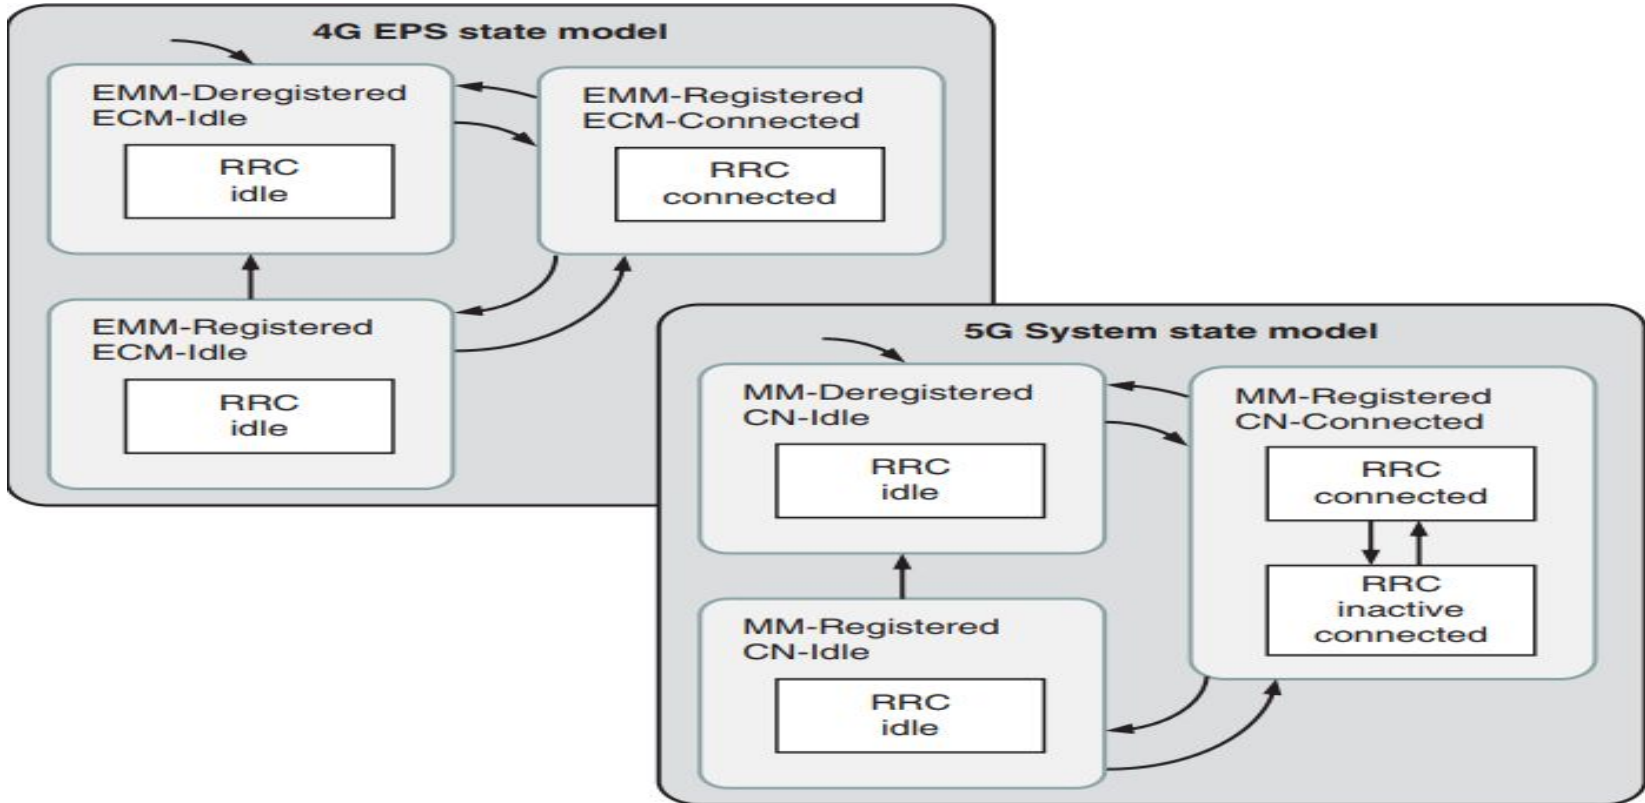 4G EPS state model
EMM-Deregistered
ECM-Idle
RRC
idle
EMM-Registered
ECM-Connected
RRC
connected
EMM-Registered
ECM-Idle
RRC
idle
5G System state model
MM-Deregistered
CN-Idle
RRC
idle
MM-Registered
CN-Connected
RRC
connected
RRC
inactive
connected
MM-Registered
CN-Idle
RRC
idle